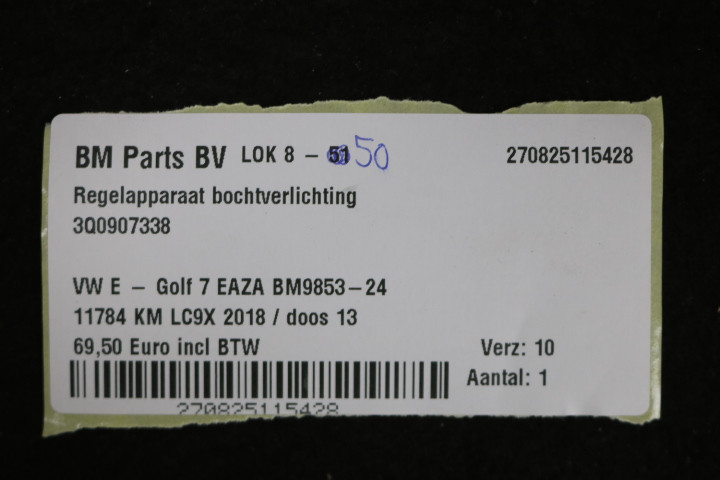 BM Parts BV LOK 8 - 50 270825115428
Regelapparaat bochtverlichting
3Q0907338
VW E - Golf 7 EAZA BM9853-24
11784 KM LC9X 2018 / doos 13
69,50 Euro incl BTW Verz: 10
Aantal: 1
270825115428